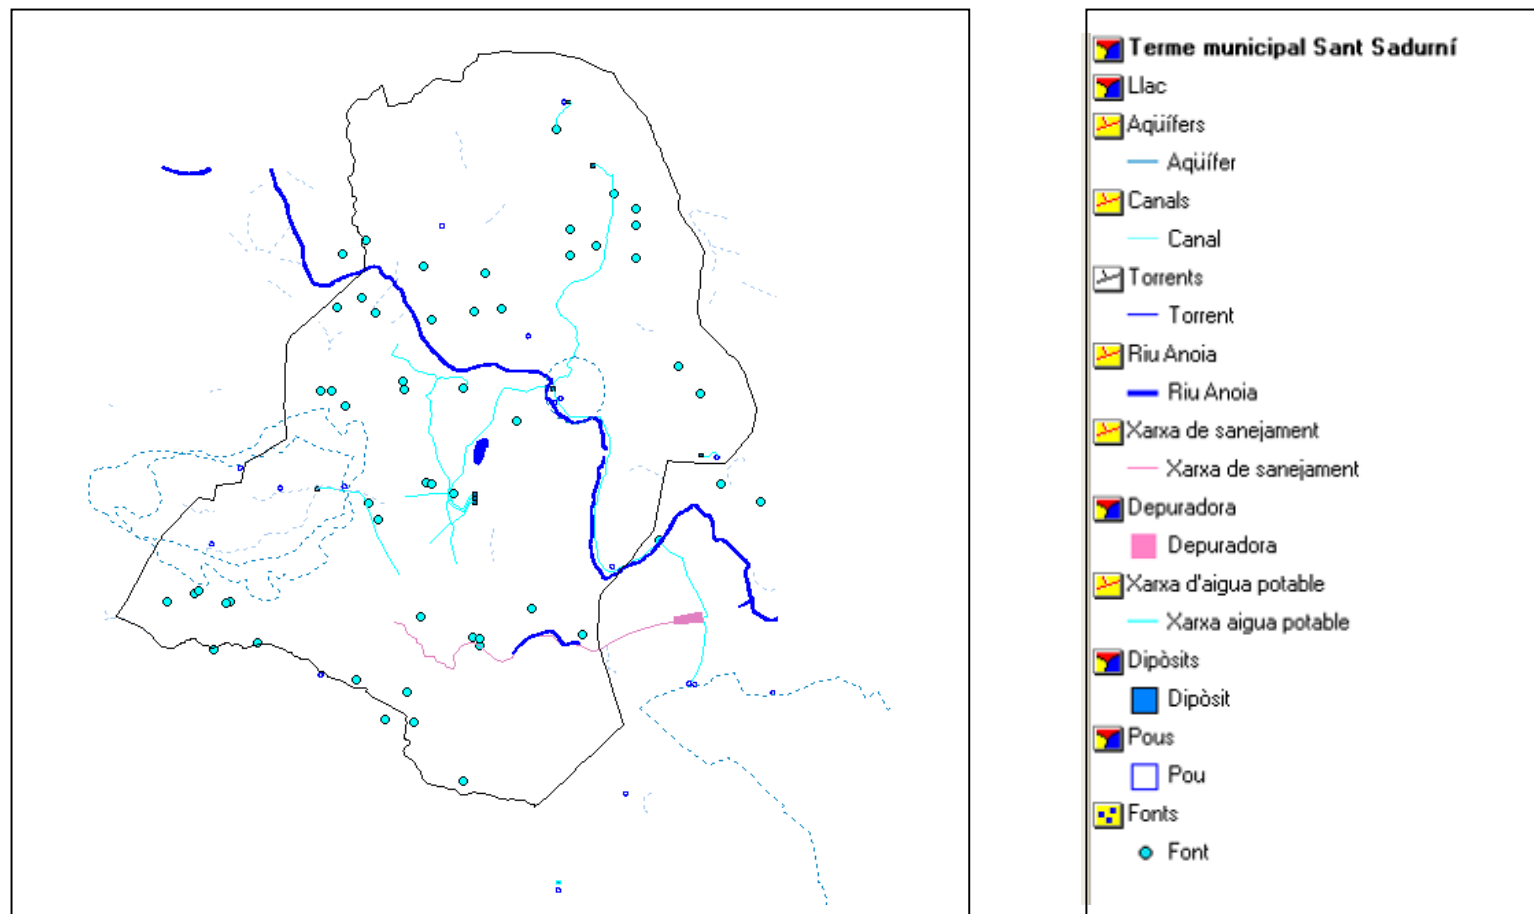 Terme municipal Sant Sadurní
Llac
Aqüífers
Aqüífer
Canals
Canal
Torrents
Torrent
Riu Anoia
Riu Anoia
Xarxa de sanejament
Xarxa de sanejament
Depuradora
Depuradora
Xarxa d'aigua potable
Xarxa aigua potable
Dipòsits
Dipòsit
Pous
Pou
Fonts
Font